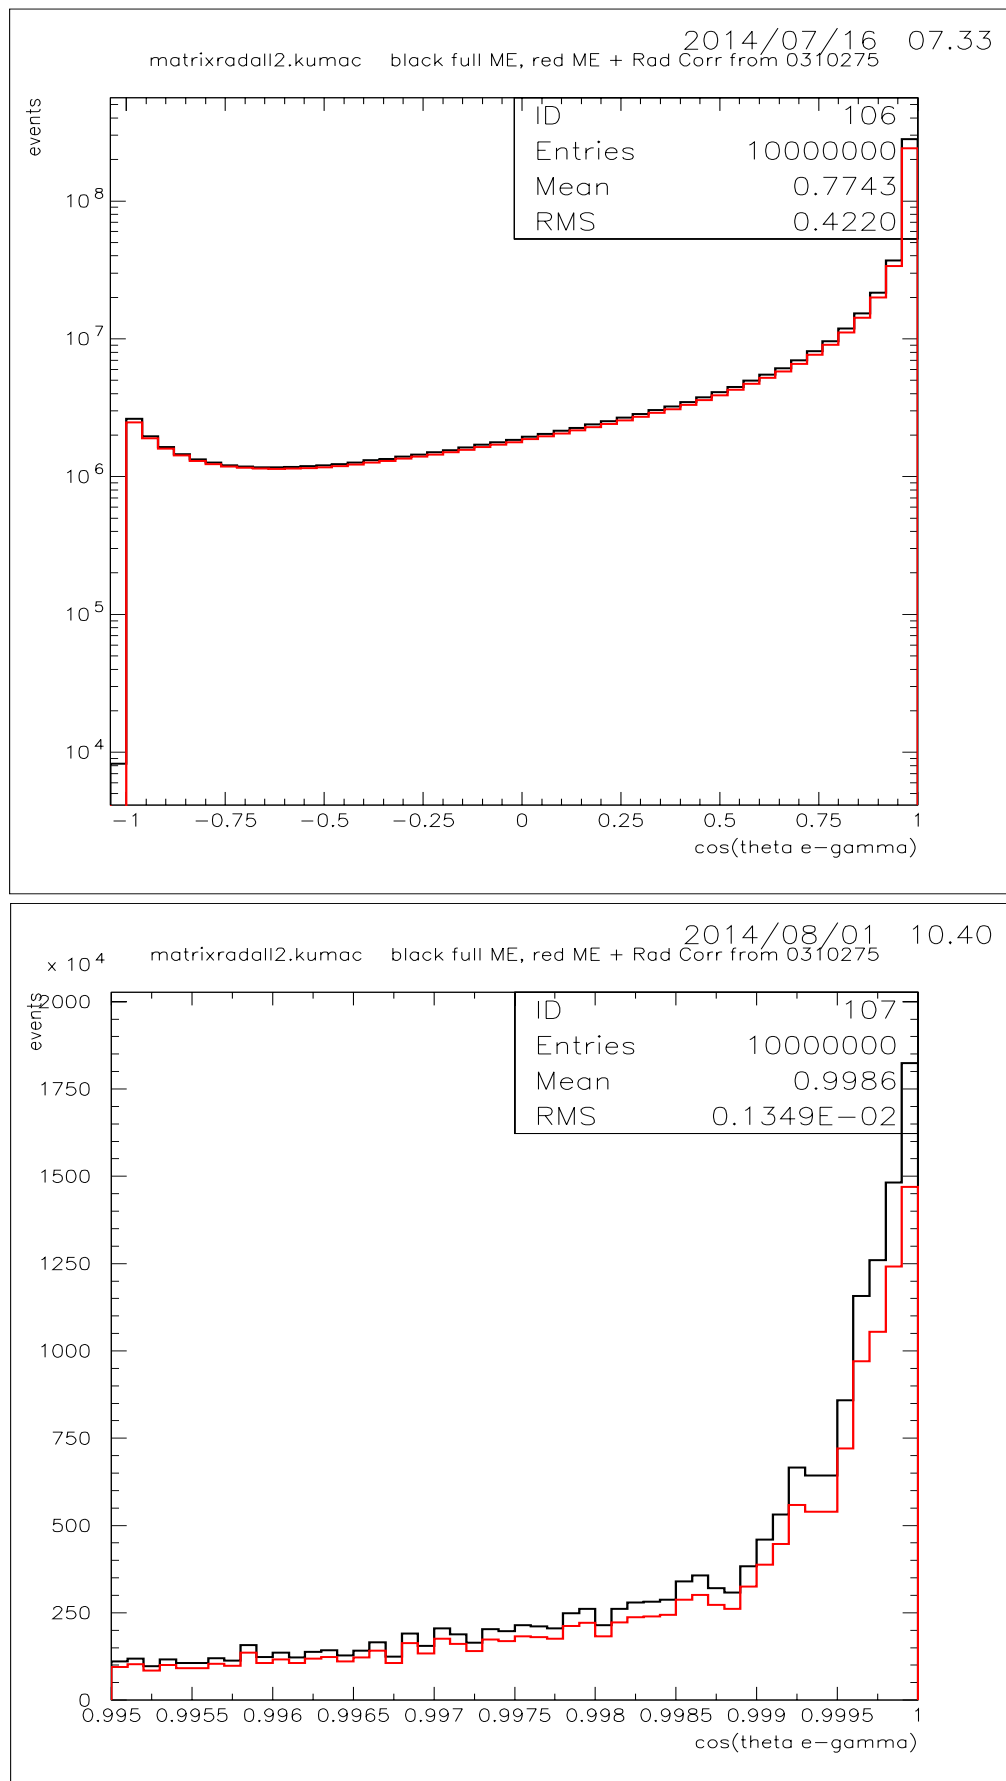 2014/07/16 07.33
matrixradall2.kumac black full ME, red ME + Rad Corr from 0310275
events
ID 106
Entries 10000000
Mean 0.7743
RMS 0.4220
10^8
10^7
10^6
10^5
10^4
-1 -0.75 -0.5 -0.25 0 0.25 0.5 0.75 1
cos(theta e-gamma)
2014/08/01 10.40
matrixradall2.kumac black full ME, red ME + Rad Corr from 0310275
x 10^4
events
ID 107
Entries 10000000
Mean 0.9986
RMS 0.1349E-02
2000
1750
1500
1250
1000
750
500
250
0
0.995 0.9955 0.996 0.9965 0.997 0.9975 0.998 0.9985 0.999 0.9995 1
cos(theta e-gamma)